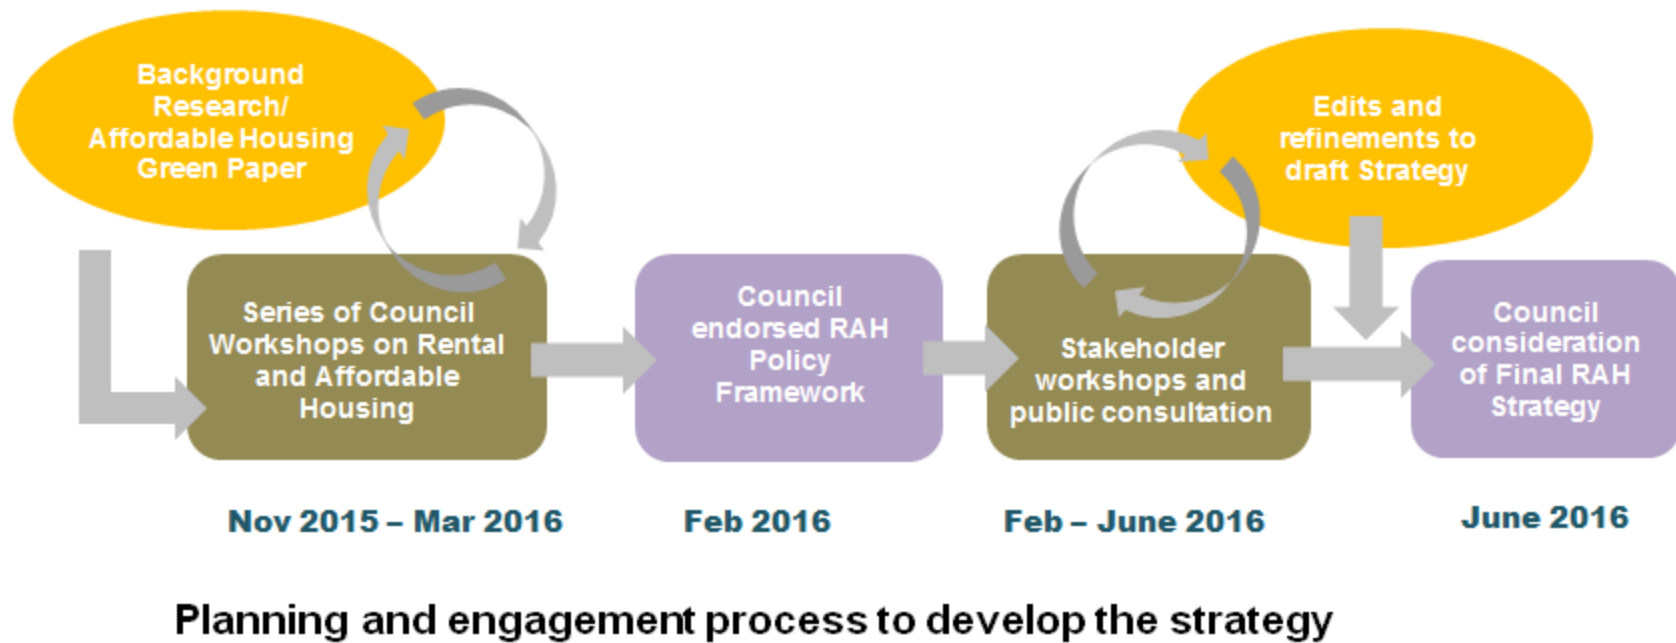 Background
Research/
Affordable Housing
Green Paper
Edits and
refinements to
draft Strategy
Series of Council
Workshops on Rental
and Affordable
Housing
Council
endorsed RAH
Policy
Framework
Stakeholder
workshops and
public consultation
Council
consideration
of Final RAH
Strategy
Nov 2015 – Mar 2016
Feb 2016
Feb – June 2016
June 2016
Planning and engagement process to develop the strategy